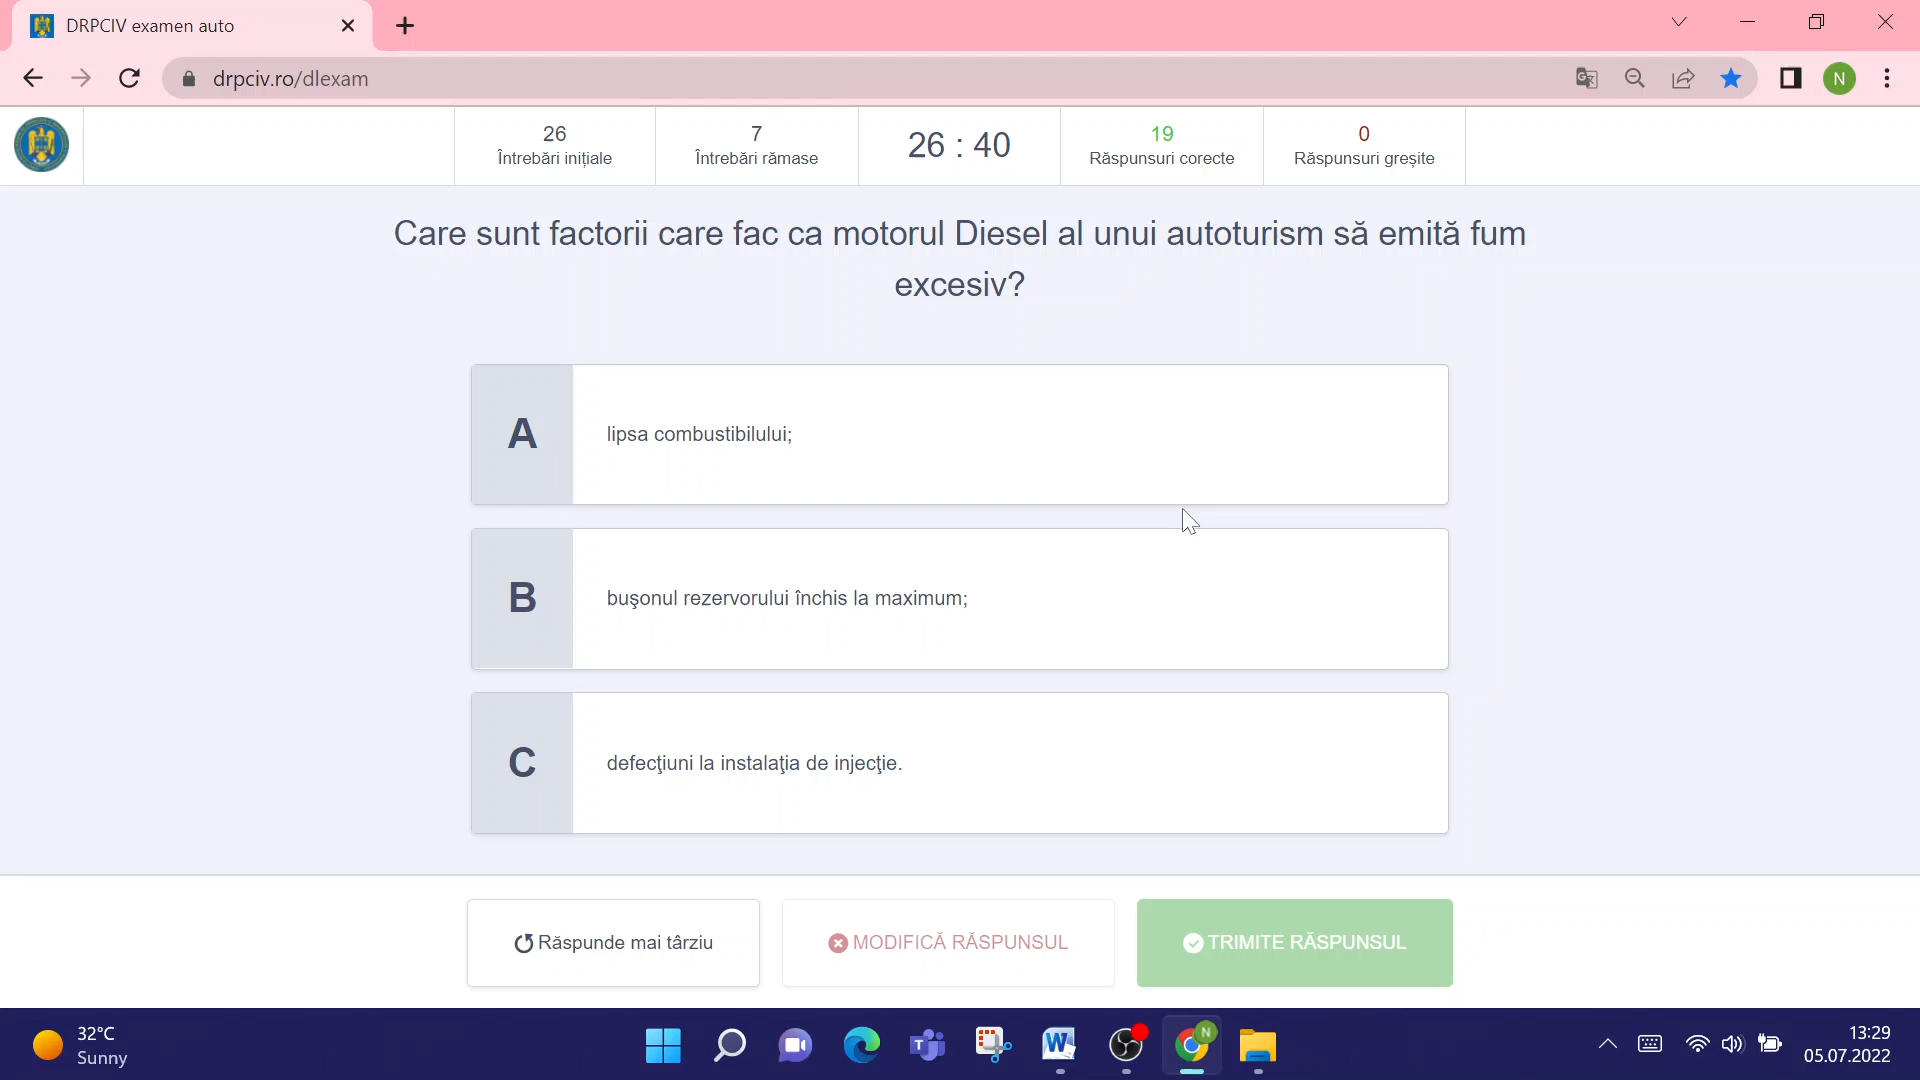 DRPCIV examen auto
drpciv.ro/dlexam
N
26
Întrebări inițiale
7
Întrebări rămase
26 : 40
19
Răspunsuri corecte
0
Răspunsuri greșite
Care sunt factorii care fac ca motorul Diesel al unui autoturism să emită fum
excesiv?
A
lipsa combustibilului;
B
buşonul rezervorului închis la maximum;
C
defecţiuni la instalaţia de injecţie.
Răspunde mai târziu
MODIFICĂ RĂSPUNSUL
TRIMITE RĂSPUNSUL
32°C
Sunny
T
W
N
13:29
05.07.2022